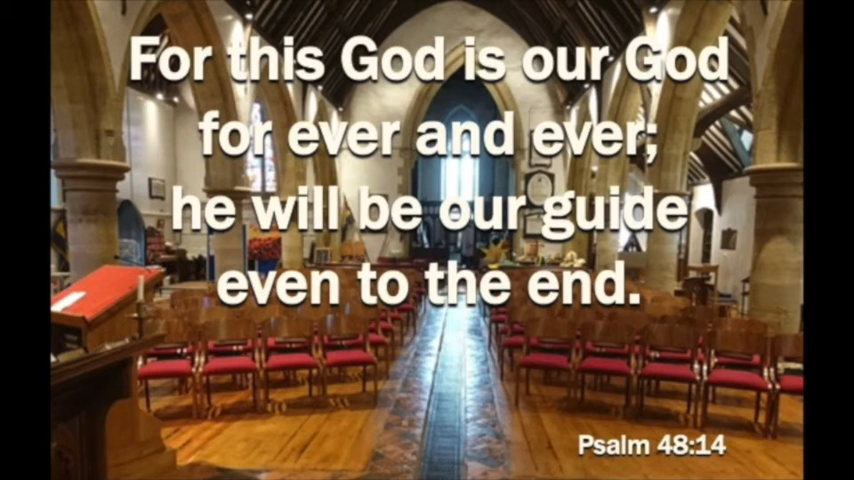 For this God is our God
for ever and ever;
he will be our guide
even to the end.
Psalm 48:14